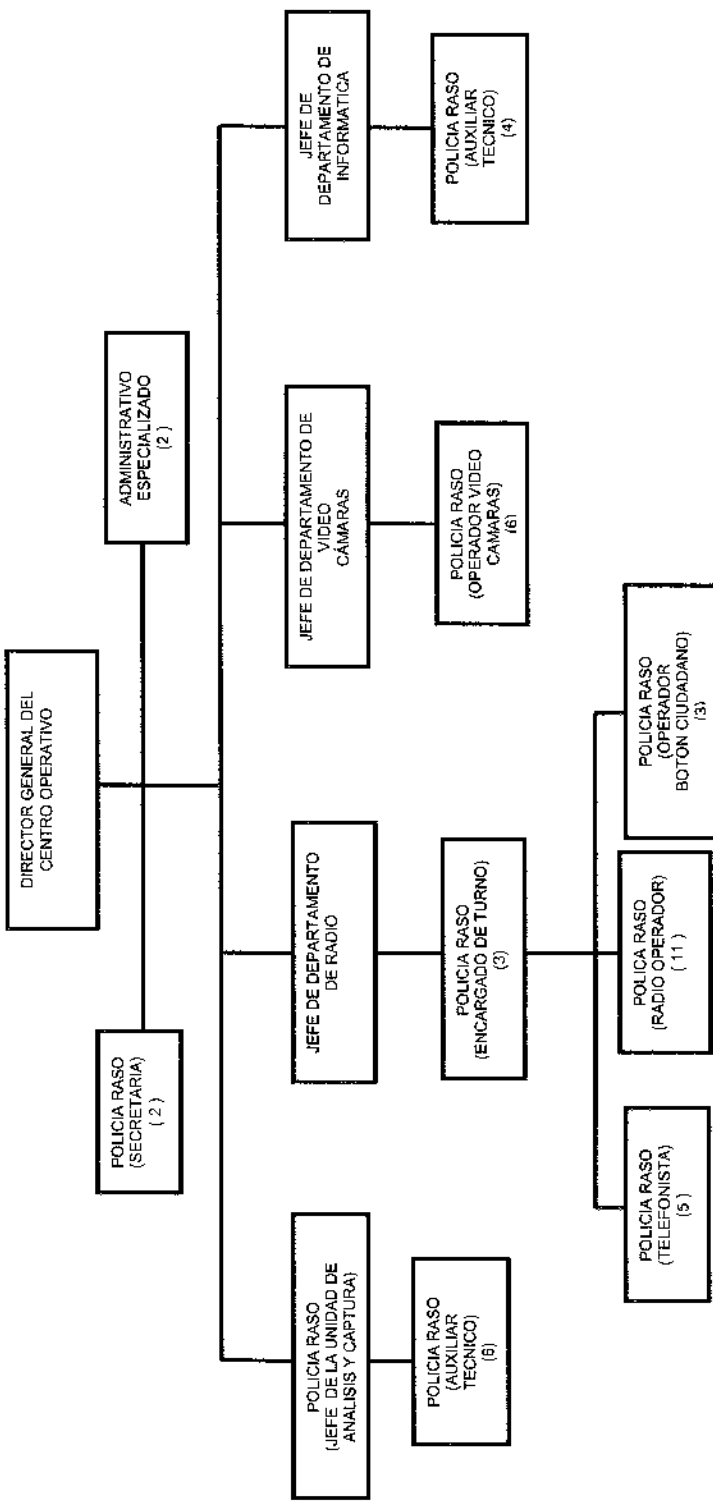 DIRECTOR GENERAL DEL
CENTRO OPERATIVO
POLICIA RASO
(SECRETARIA)
( 2 )
ADMINISTRATIVO
ESPECIALIZADO
(2 )
POLICIA RASO
(JEFE DE LA UNIDAD DE
ANALISIS Y CAPTURA)
JEFE DE DEPARTAMENTO
DE RADIO
JEFE DE DEPARTAMENTO DE
VIDEO
CÁMARAS
JEFE DE
DEPARTAMENTO DE
INFORMATICA
POLICIA RASO
(AUXILIAR
TECNICO)
(6)
POLICIA RASO
(ENCARGADO DE TURNO)
(3)
POLICIA RASO
(OPERADOR VIDEO
CAMARAS)
(6)
POLICIA RASO
(AUXILIAR
TECNICO)
(4)
POLICIA RASO
(TELEFONISTA)
(5 )
POLICA RASO
(RADIO OPERADOR)
( 11 )
POLICIA RASO
(OPERADOR
BOTON CIUDADANO)
(3)